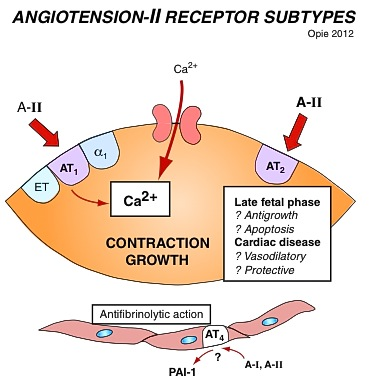 ANGIOTENSION-II RECEPTOR SUBTYPES
Opie 2012
Ca2+
A-II
A-II
α1
AT1
ET
AT2
Ca2+
Late fetal phase
? Antigrowth
? Apoptosis
Cardiac disease
? Vasodilatory
? Protective
CONTRACTION
GROWTH
Antifibrinolytic action
AT4
?
PAI-1
A-I, A-II